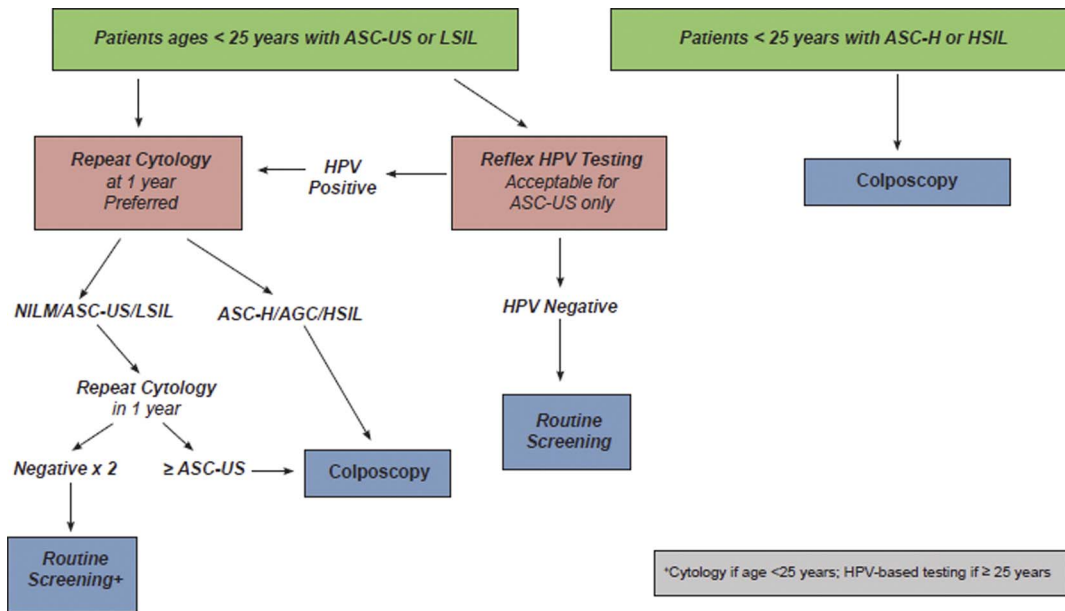 Patients ages < 25 years with ASC-US or LSIL
Patients < 25 years with ASC-H or HSIL
Repeat Cytology
at 1 year
Preferred
HPV
Positive
Reflex HPV Testing
Acceptable for
ASC-US only
Colposcopy
NILM/ASC-US/LSIL
ASC-H/AGC/HSIL
HPV Negative
Repeat Cytology
in 1 year
Routine
Screening
Negative x 2
≥ ASC-US
Colposcopy
Routine
Screening+
+Cytology if age <25 years; HPV-based testing if ≥ 25 years